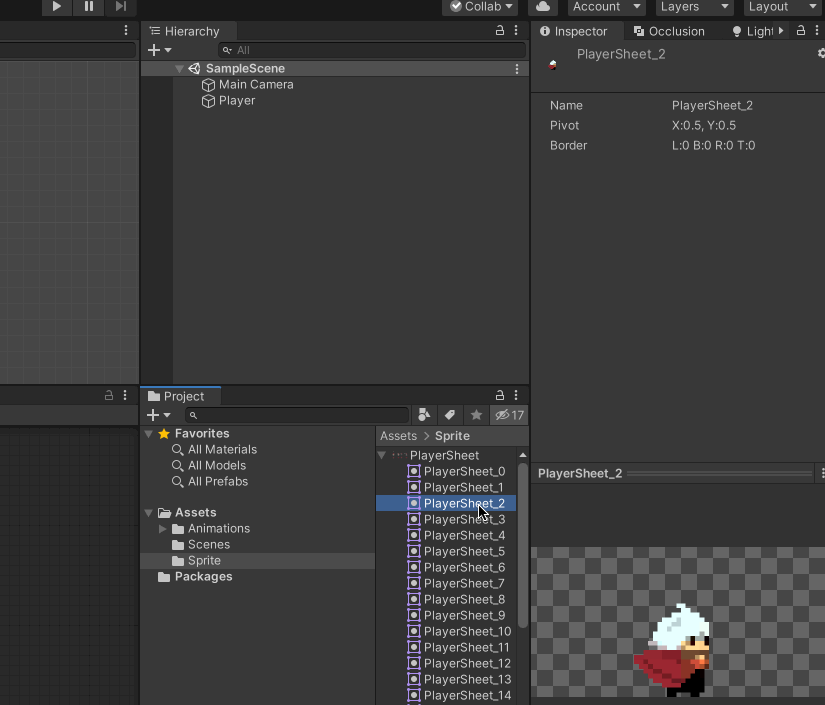 Collab
Account
Layers
Layout
Hierarchy
All
SampleScene
Main Camera
Player
Inspector
Occlusion
Light
PlayerSheet_2
Name PlayerSheet_2
Pivot X:0.5, Y:0.5
Border L:0 B:0 R:0 T:0
Project
17
Favorites
All Materials
All Models
All Prefabs
Assets
Animations
Scenes
Sprite
Packages
Assets > Sprite
PlayerSheet
PlayerSheet_0
PlayerSheet_1
PlayerSheet_2
PlayerSheet_3
PlayerSheet_4
PlayerSheet_5
PlayerSheet_6
PlayerSheet_7
PlayerSheet_8
PlayerSheet_9
PlayerSheet_10
PlayerSheet_11
PlayerSheet_12
PlayerSheet_13
PlayerSheet_14
PlayerSheet_2